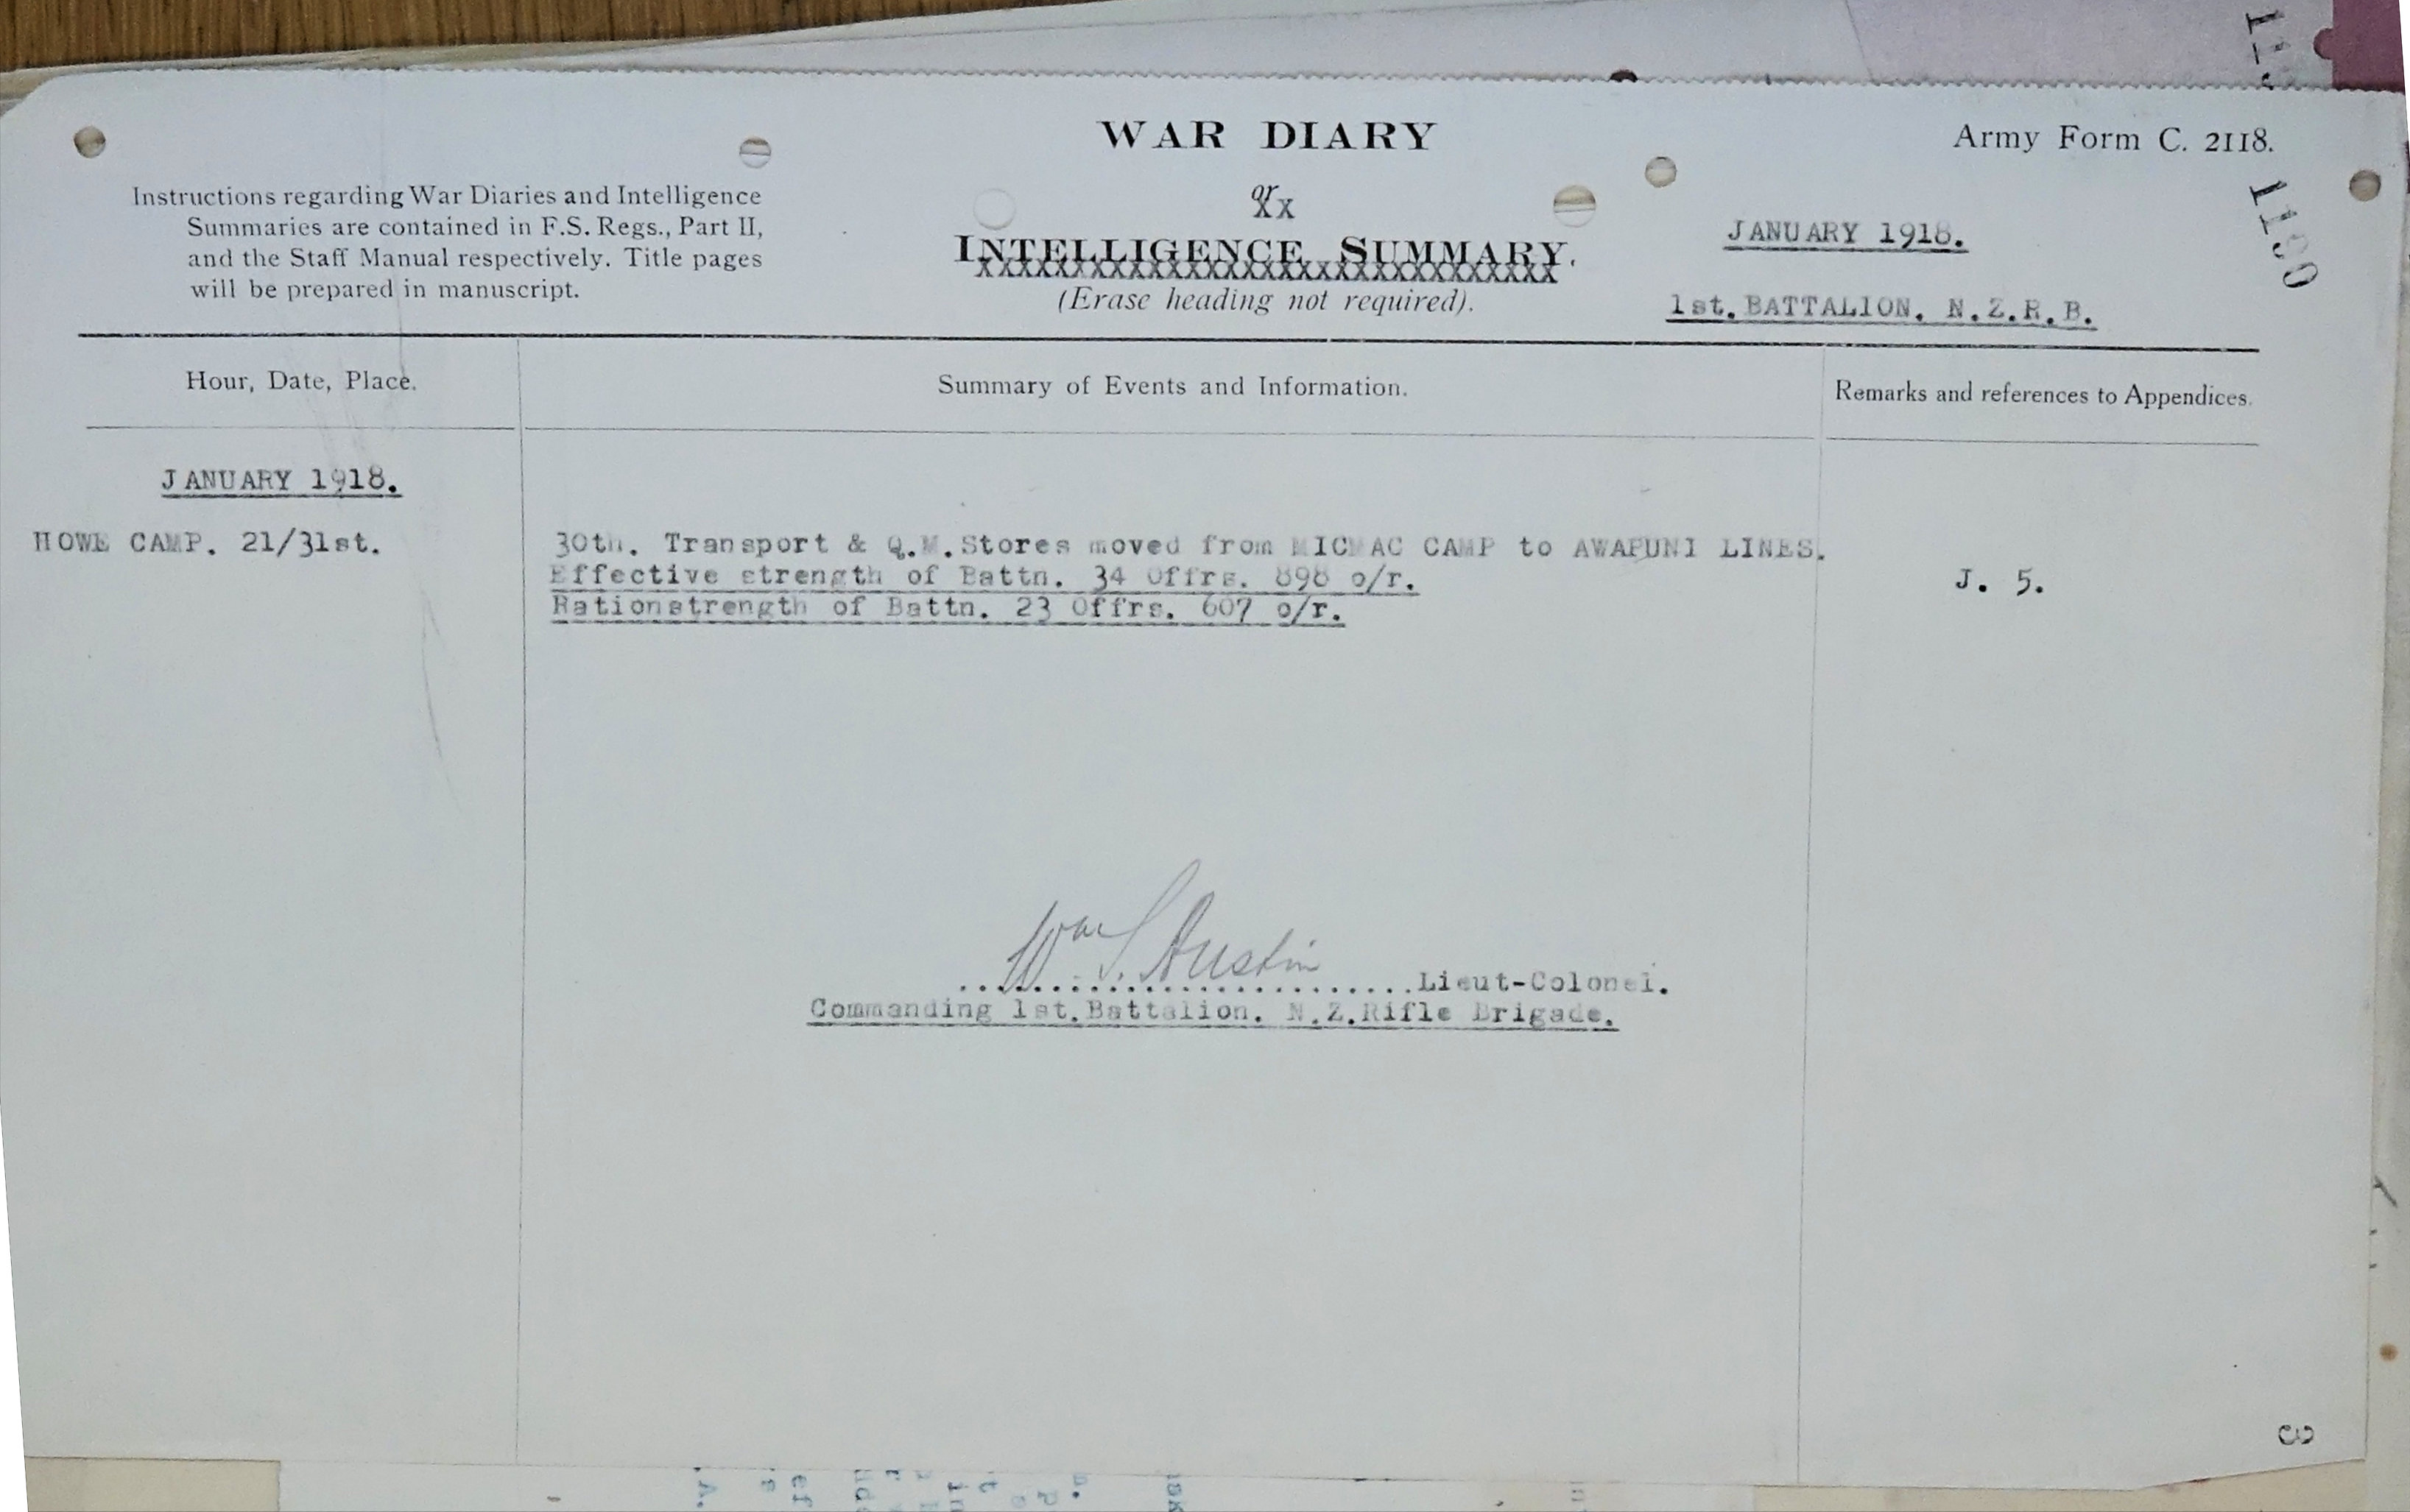 WAR DIARY
Army Form C. 2118.
or
INTELLIGENCE SUMMARY.
(Erase heading not required).
Instructions regarding War Diaries and Intelligence
Summaries are contained in F.S. Regs., Part II,
and the Staff Manual respectively. Title pages
will be prepared in manuscript.
JANUARY 1918.
1st. BATTALION. N.Z.R.B.
Hour, Date, Place.
Summary of Events and Information.
Remarks and references to Appendices.
JANUARY 1918.
HOWE CAMP. 21/31st.
30th. Transport & Q.M.Stores moved from MICMAC CAMP to AWAPUNI LINES.
Effective strength of Battn. 34 Offrs. 898 o/r.
J. 5.
Rationstrength of Battn. 23 Offrs. 607 o/r.
Wm S. Austin
Lieut-Colonel.
Commanding 1st.Battalion. N.Z.Rifle Brigade.
3